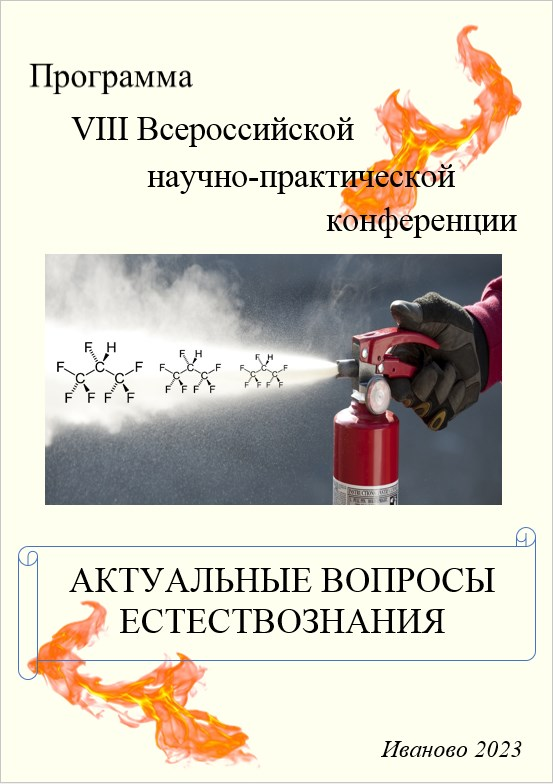 Программа
VIII Всероссийской
научно-практической
конференции
F H
F F
C C C
F F F F
F H
F F
C C C
F F F F
F H
F F
C C C
F F F F
АКТУАЛЬНЫЕ ВОПРОСЫ
ЕСТЕСТВОЗНАНИЯ
Иваново 2023